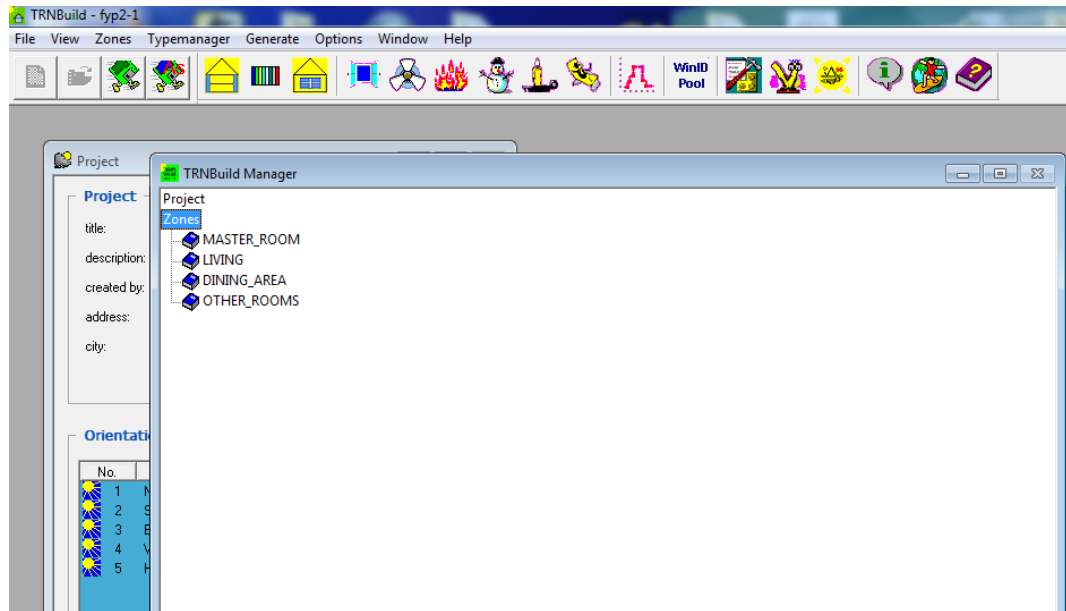 TRNBuild - fyp2-1
File View Zones Typemanager Generate Options Window Help
WinID
Pool
Project
TRNBuild Manager
Project
Project
title:
Zones
MASTER_ROOM
description:
LIVING
created by:
DINING_AREA
OTHER_ROOMS
address:
city:
Orientati
No.
1 N
2 S
3 E
4
5 H